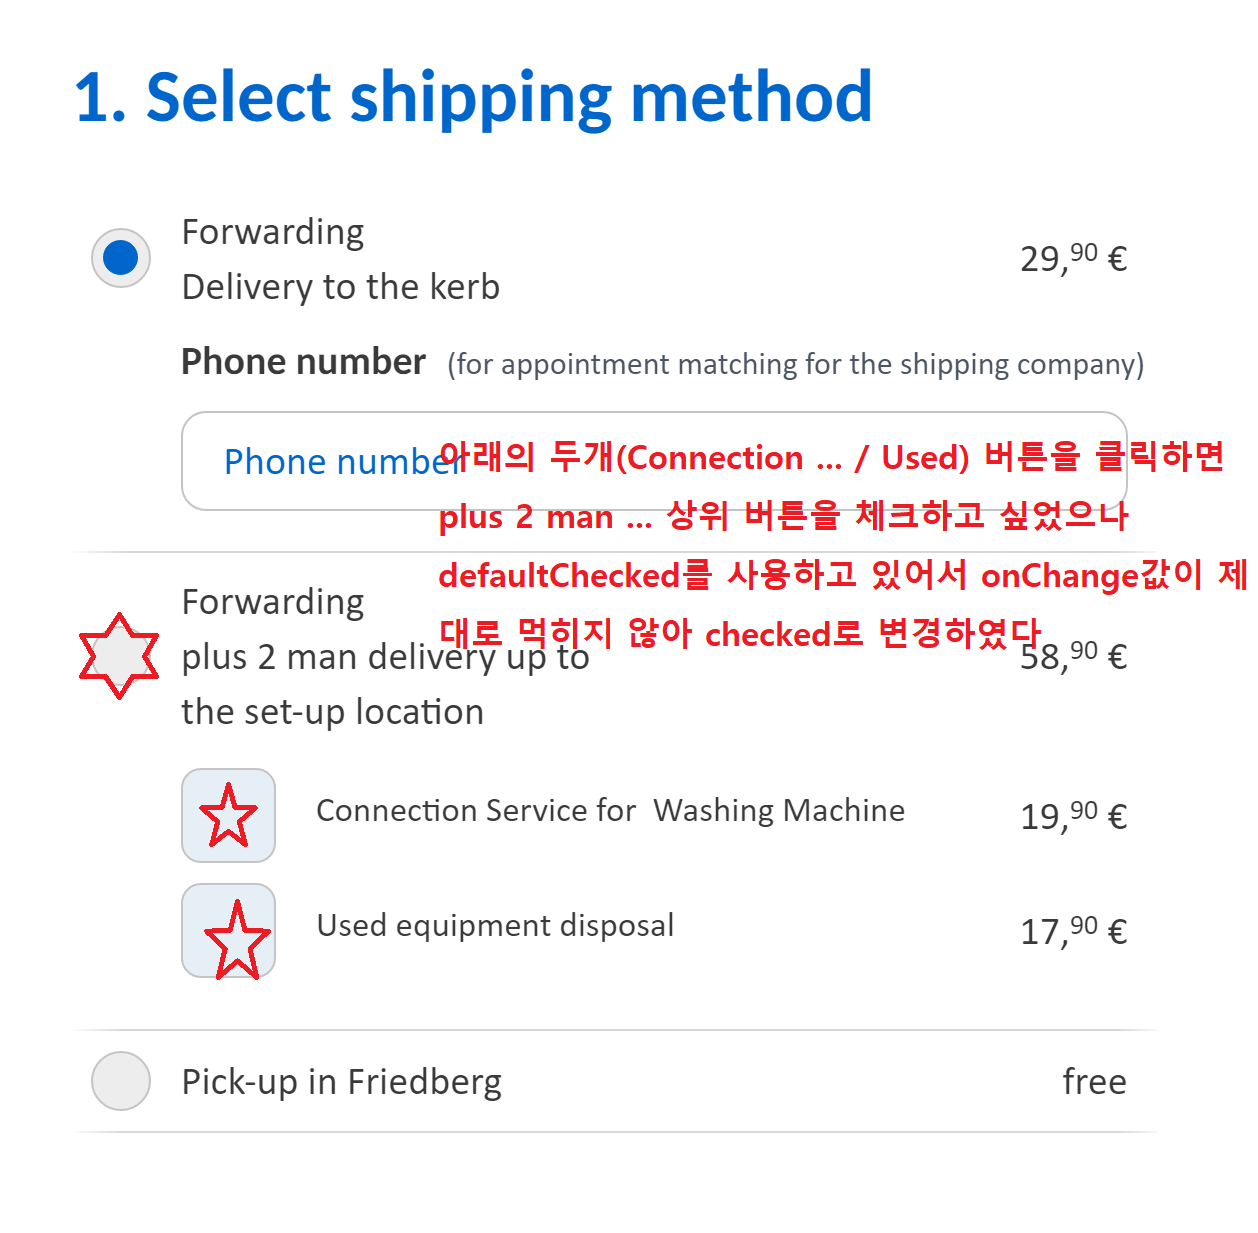 1. Select shipping method
Forwarding
Delivery to the kerb
29,90 €
Phone number (for appointment matching for the shipping company)
Phone number
아래의 두개(Connection ... / Used) 버튼을 클릭하면
plus 2 man ... 상위 버튼을 체크하고 싶었으나
defaultChecked를 사용하고 있어서 onChange값이 제
대로 먹히지 않아 checked로 변경하였다
Forwarding
plus 2 man delivery up to
the set-up location
58,90 €
Connection Service for Washing Machine
19,90 €
Used equipment disposal
17,90 €
Pick-up in Friedberg
free